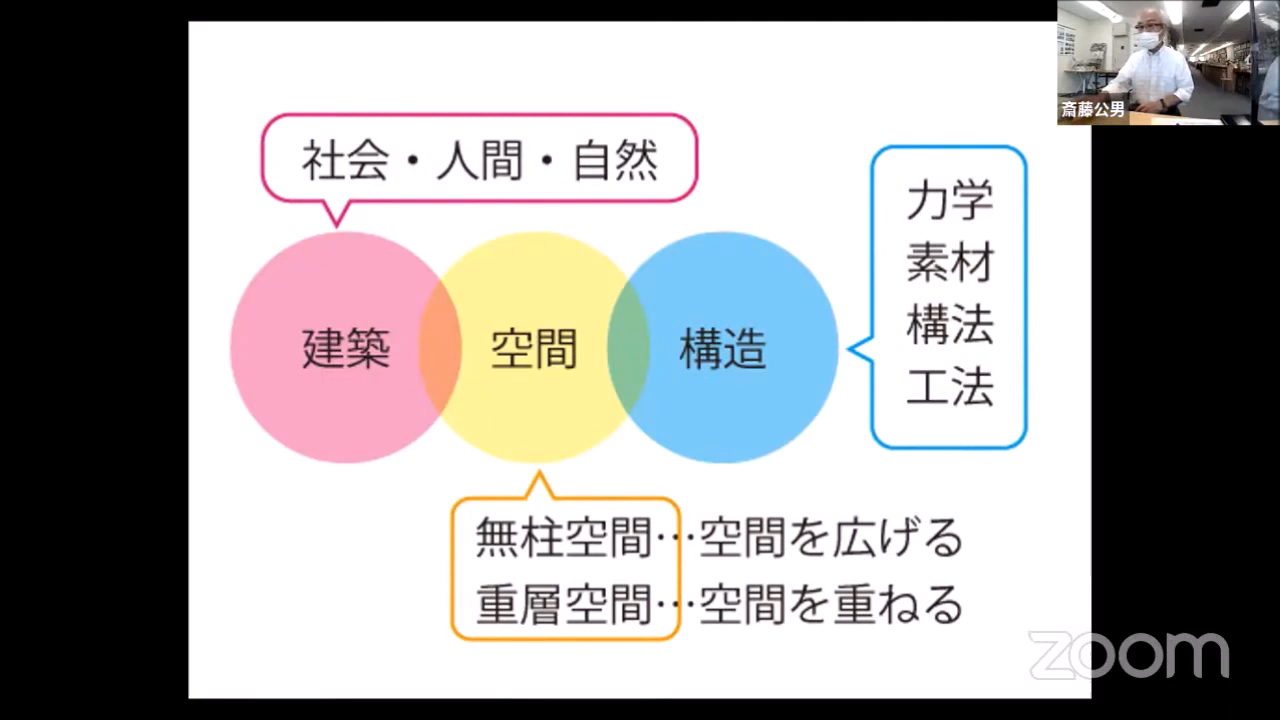 斎藤公男
社会・人間・自然
建築
空間
構造
力学
素材
構法
工法
無柱空間…空間を広げる
重層空間…空間を重ねる
zoom